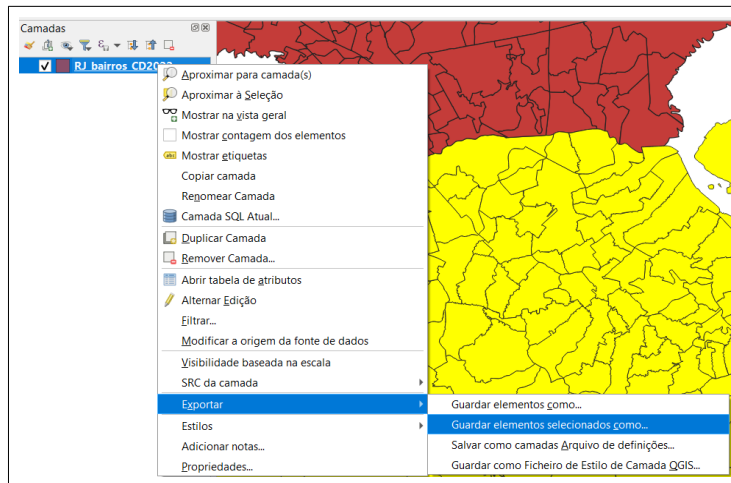 Camadas
RJ_bairros_CD2022
Aproximar para camada(s)
Aproximar à Seleção
Mostrar na vista geral
Mostrar contagem dos elementos
abc Mostrar etiquetas
Copiar camada
Renomear Camada
Camada SQL Atual...
Duplicar Camada
Remover Camada...
Abrir tabela de atributos
Alternar Edição
Filtrar...
Modificar a origem da fonte de dados
Visibilidade baseada na escala
SRC da camada
Exportar
Guardar elementos como...
Estilos
Guardar elementos selecionados como...
Adicionar notas...
Salvar como camadas Arquivo de definições...
Propriedades...
Guardar como Ficheiro de Estilo de Camada QGIS...